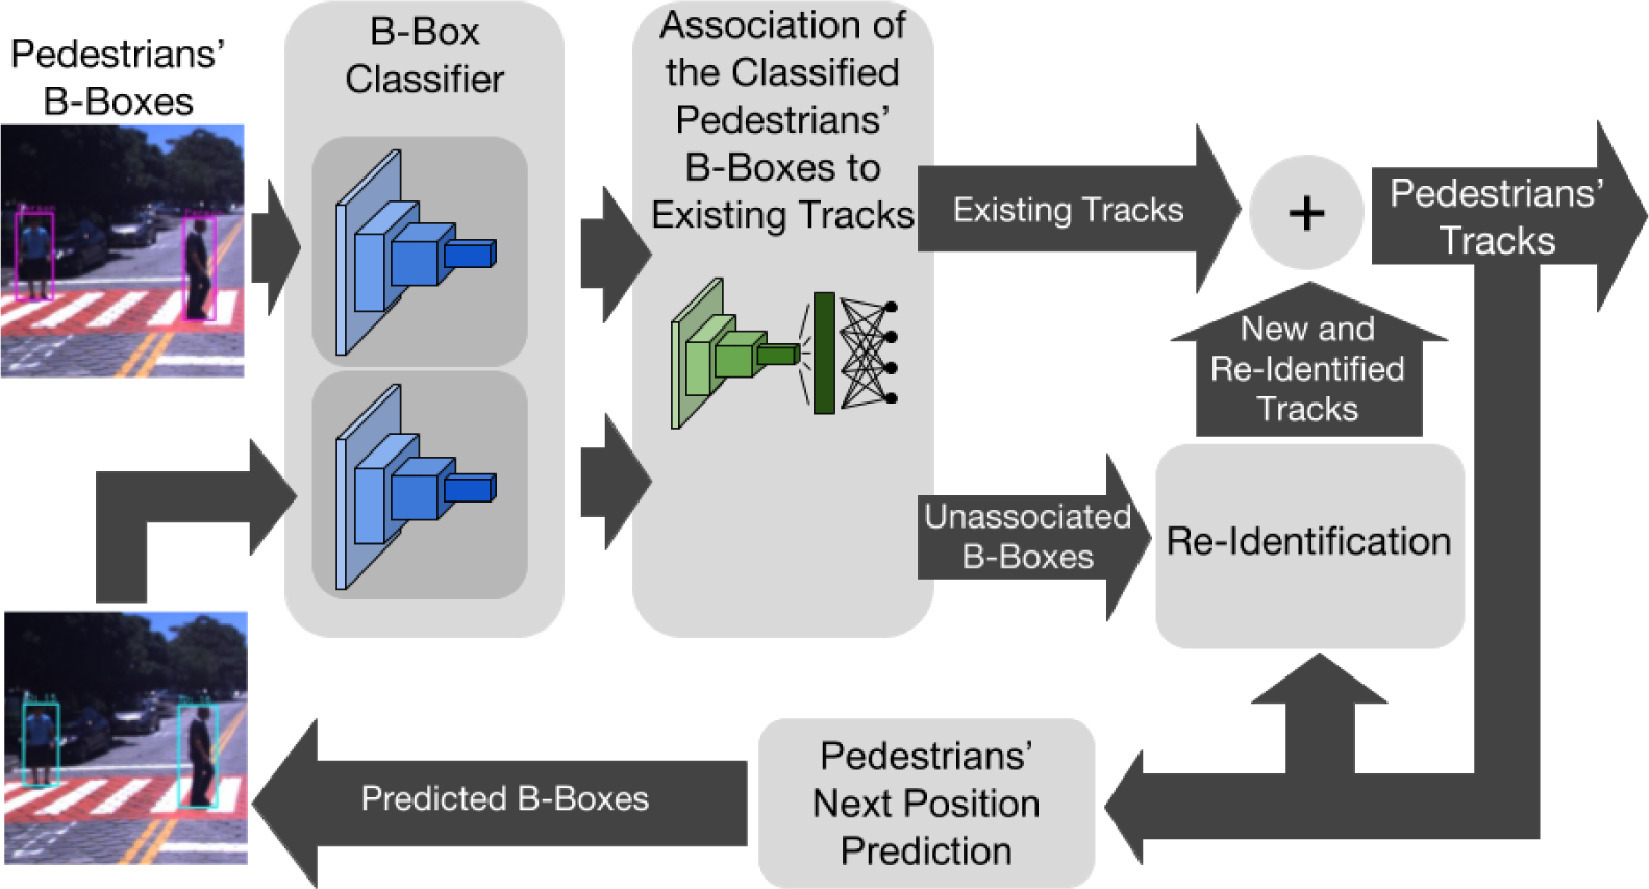 Pedestrians’
B-Boxes
B-Box
Classifier
Association of
the Classified
Pedestrians’
B-Boxes to
Existing Tracks
Existing Tracks
+
Pedestrians’
Tracks
New and
Re-Identified
Tracks
Unassociated
B-Boxes
Re-Identification
Predicted B-Boxes
Pedestrians’
Next Position
Prediction